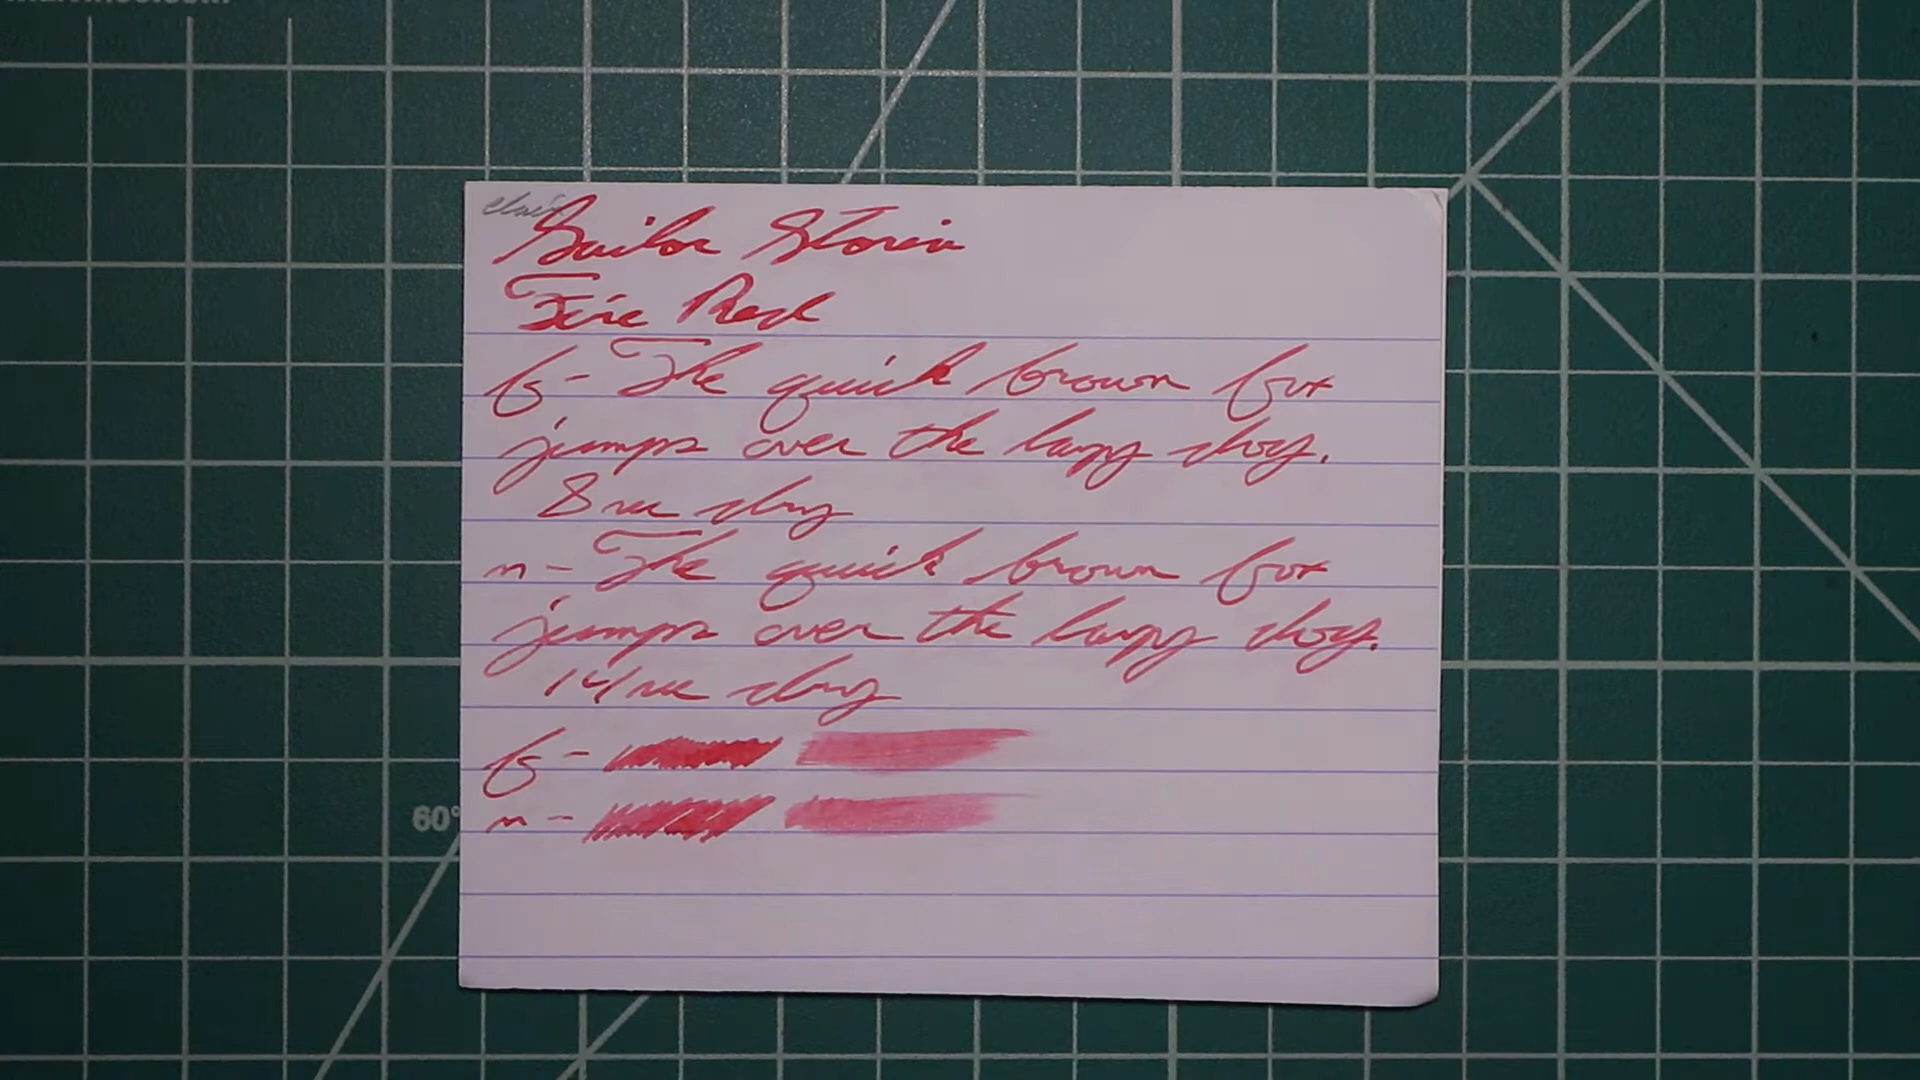 Sailor Storia
Fire Red
f- The quick brown fox
jumps over the lazy dog.
8 sec dry
m- The quick brown fox
jumps over the lazy dog.
14 sec dry
f-
m-
60°